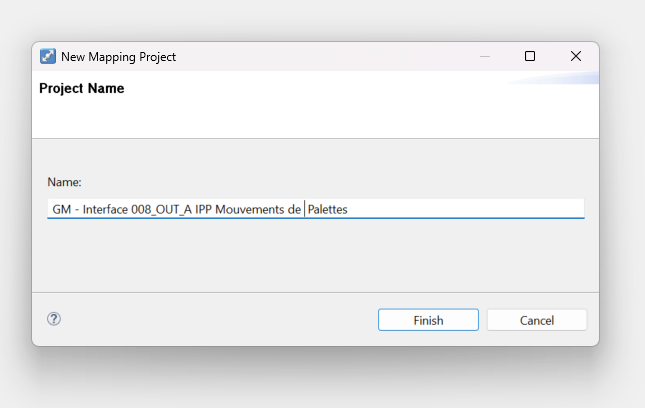 New Mapping Project
Project Name
Name:
GM - Interface 008_OUT_A IPP Mouvements de Palettes
Finish
Cancel